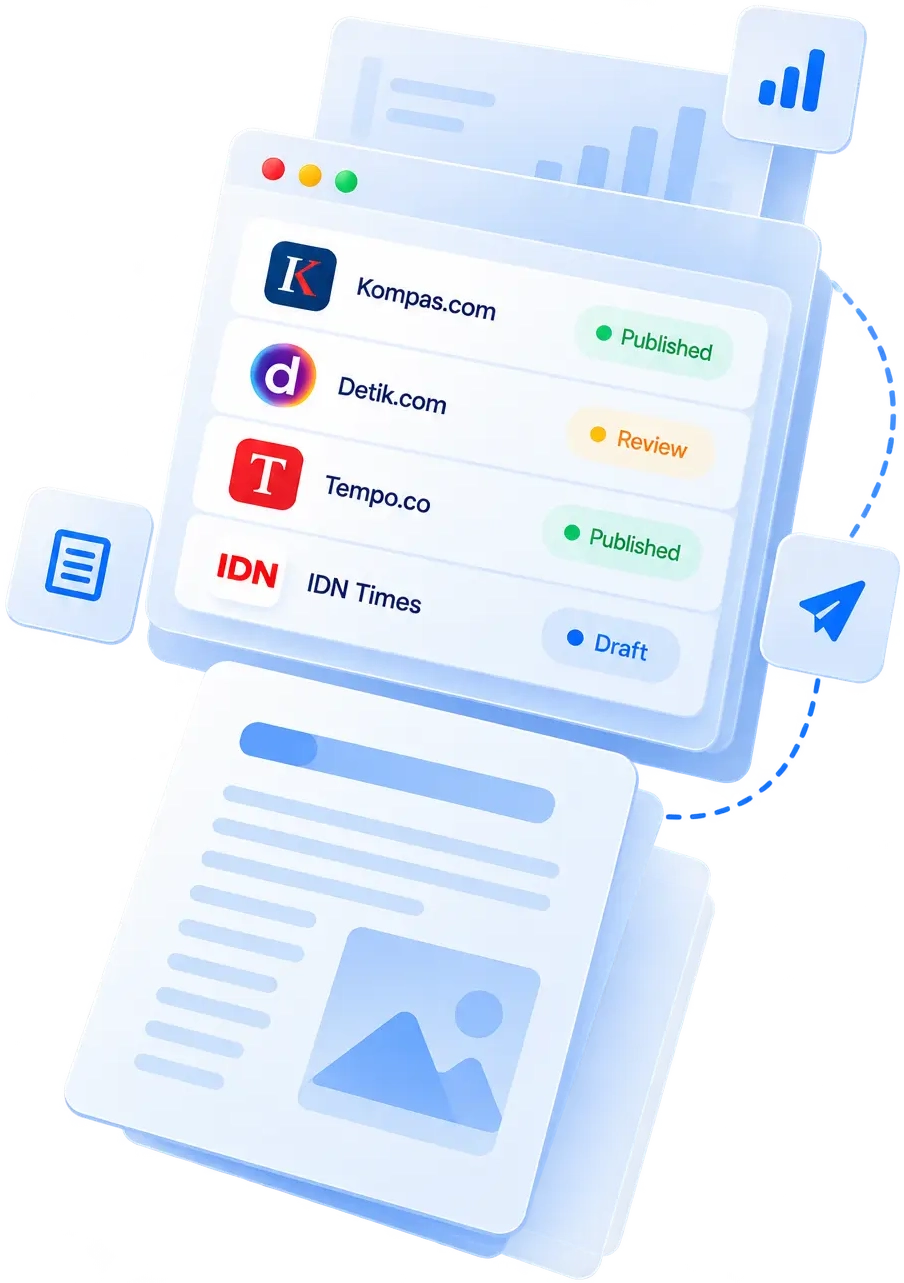 K
Kompas.com
Published
d
Detik.com
Review
T
Tempo.co
Published
IDN
IDN Times
Draft